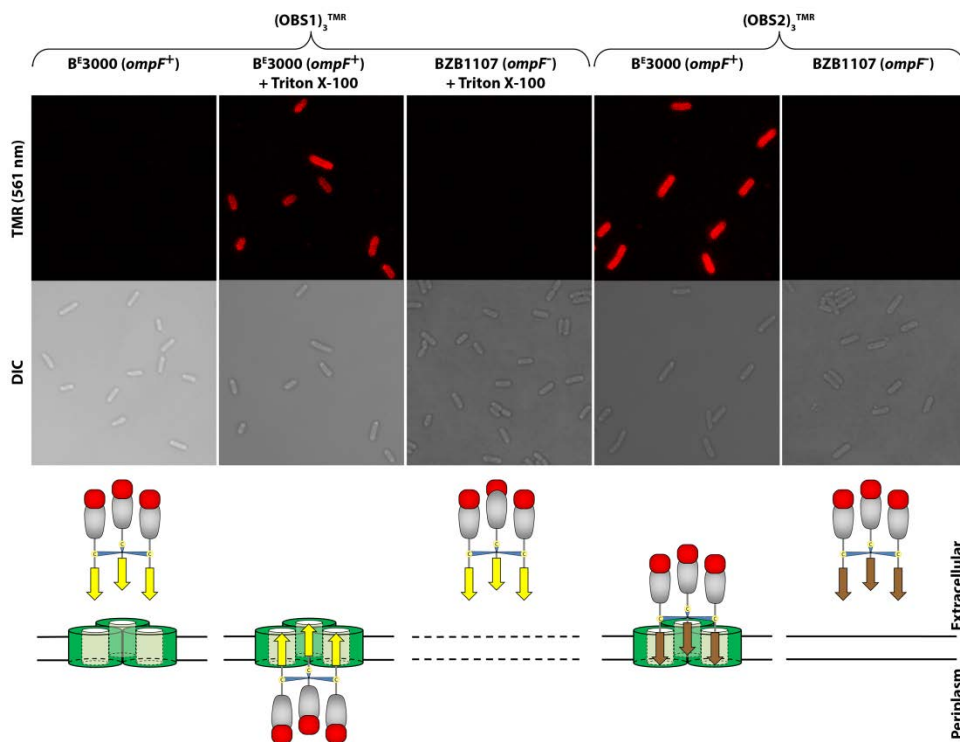 (OBS1)₃ᵀᴹᴿ
(OBS2)₃ᵀᴹᴿ
Bᴱ3000 (ompF⁺)
Bᴱ3000 (ompF⁺)
+ Triton X-100
BZB1107 (ompF⁻)
+ Triton X-100
Bᴱ3000 (ompF⁺)
BZB1107 (ompF⁻)
TMR (561 nm)
DIC
C C C
C C C
C C C
C C C
C C C
Extracellular
Periplasm